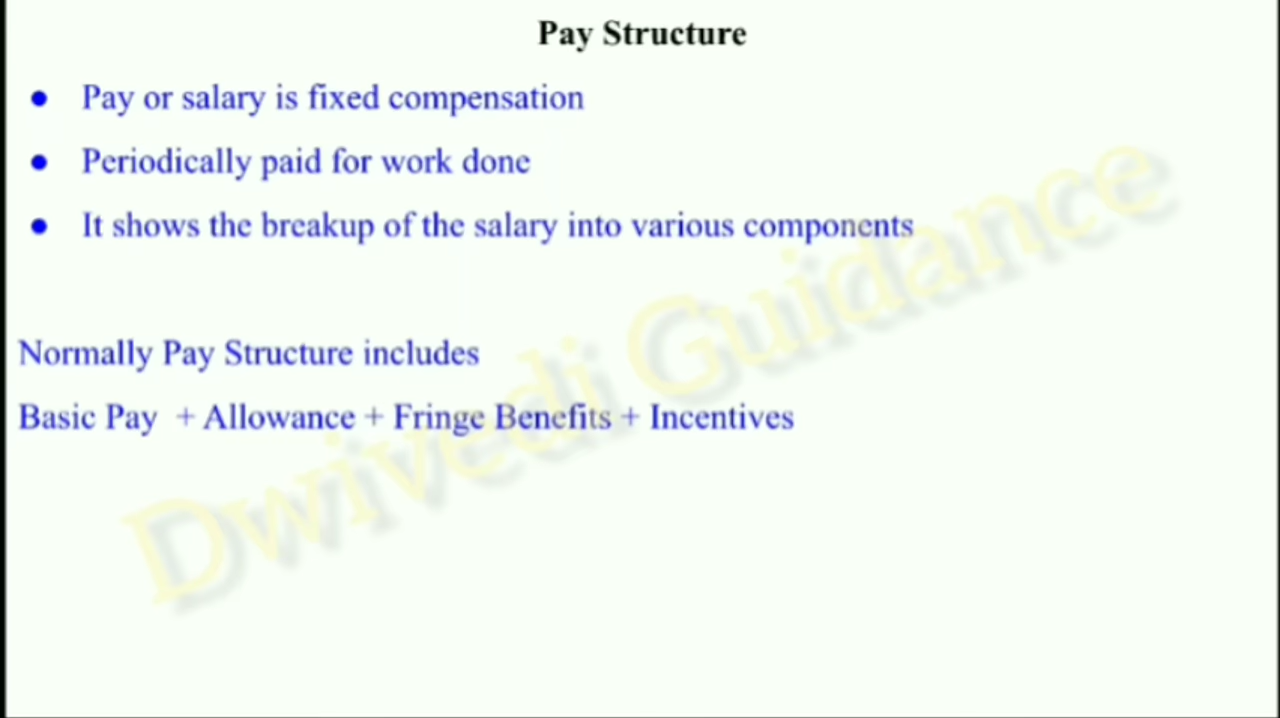 Pay Structure
● Pay or salary is fixed compensation
● Periodically paid for work done
● It shows the breakup of the salary into various components
Normally Pay Structure includes
Basic Pay + Allowance + Fringe Benefits + Incentives
Dwivedi Guidance